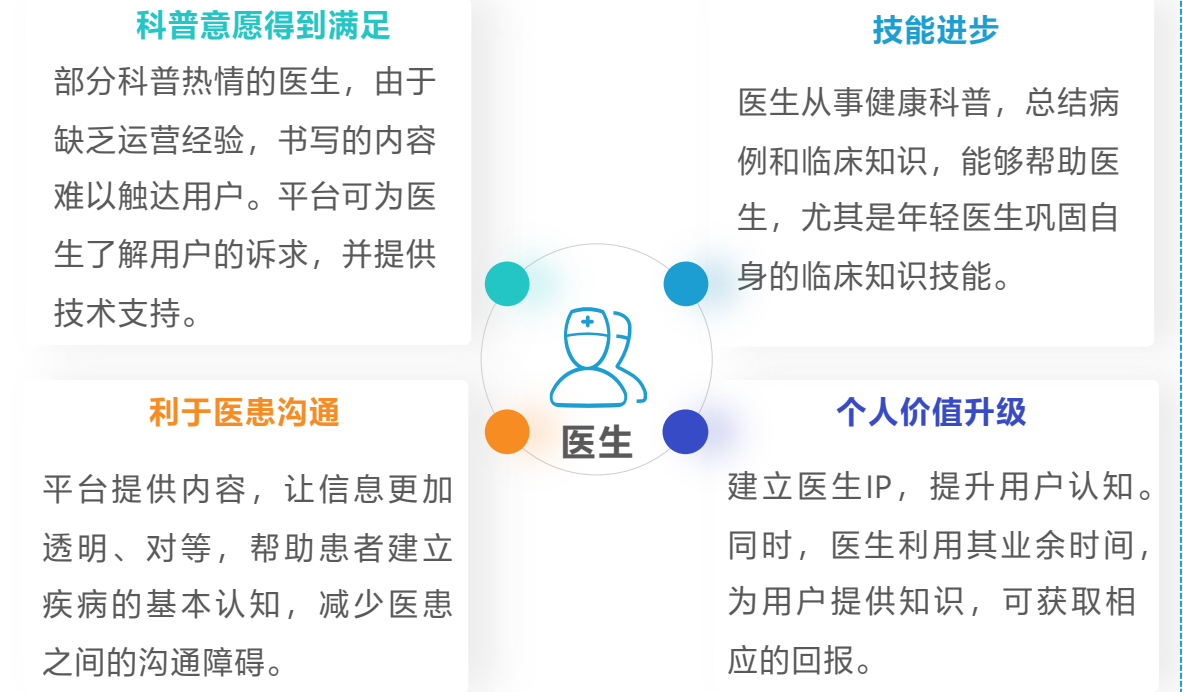 科普意愿得到满足
部分科普热情的医生，由于
缺乏运营经验，书写的内容
难以触达用户。平台可为医
生了解用户的诉求，并提供
技术支持。
技能进步
医生从事健康科普，总结病
例和临床知识，能够帮助医
生，尤其是年轻医生巩固自
身的临床知识技能。
医生
利于医患沟通
平台提供内容，让信息更加
透明、对等，帮助患者建立
疾病的基本认知，减少医患
之间的沟通障碍。
个人价值升级
建立医生IP，提升用户认知。
同时，医生利用其业余时间，
为用户提供知识，可获取相
应的回报。